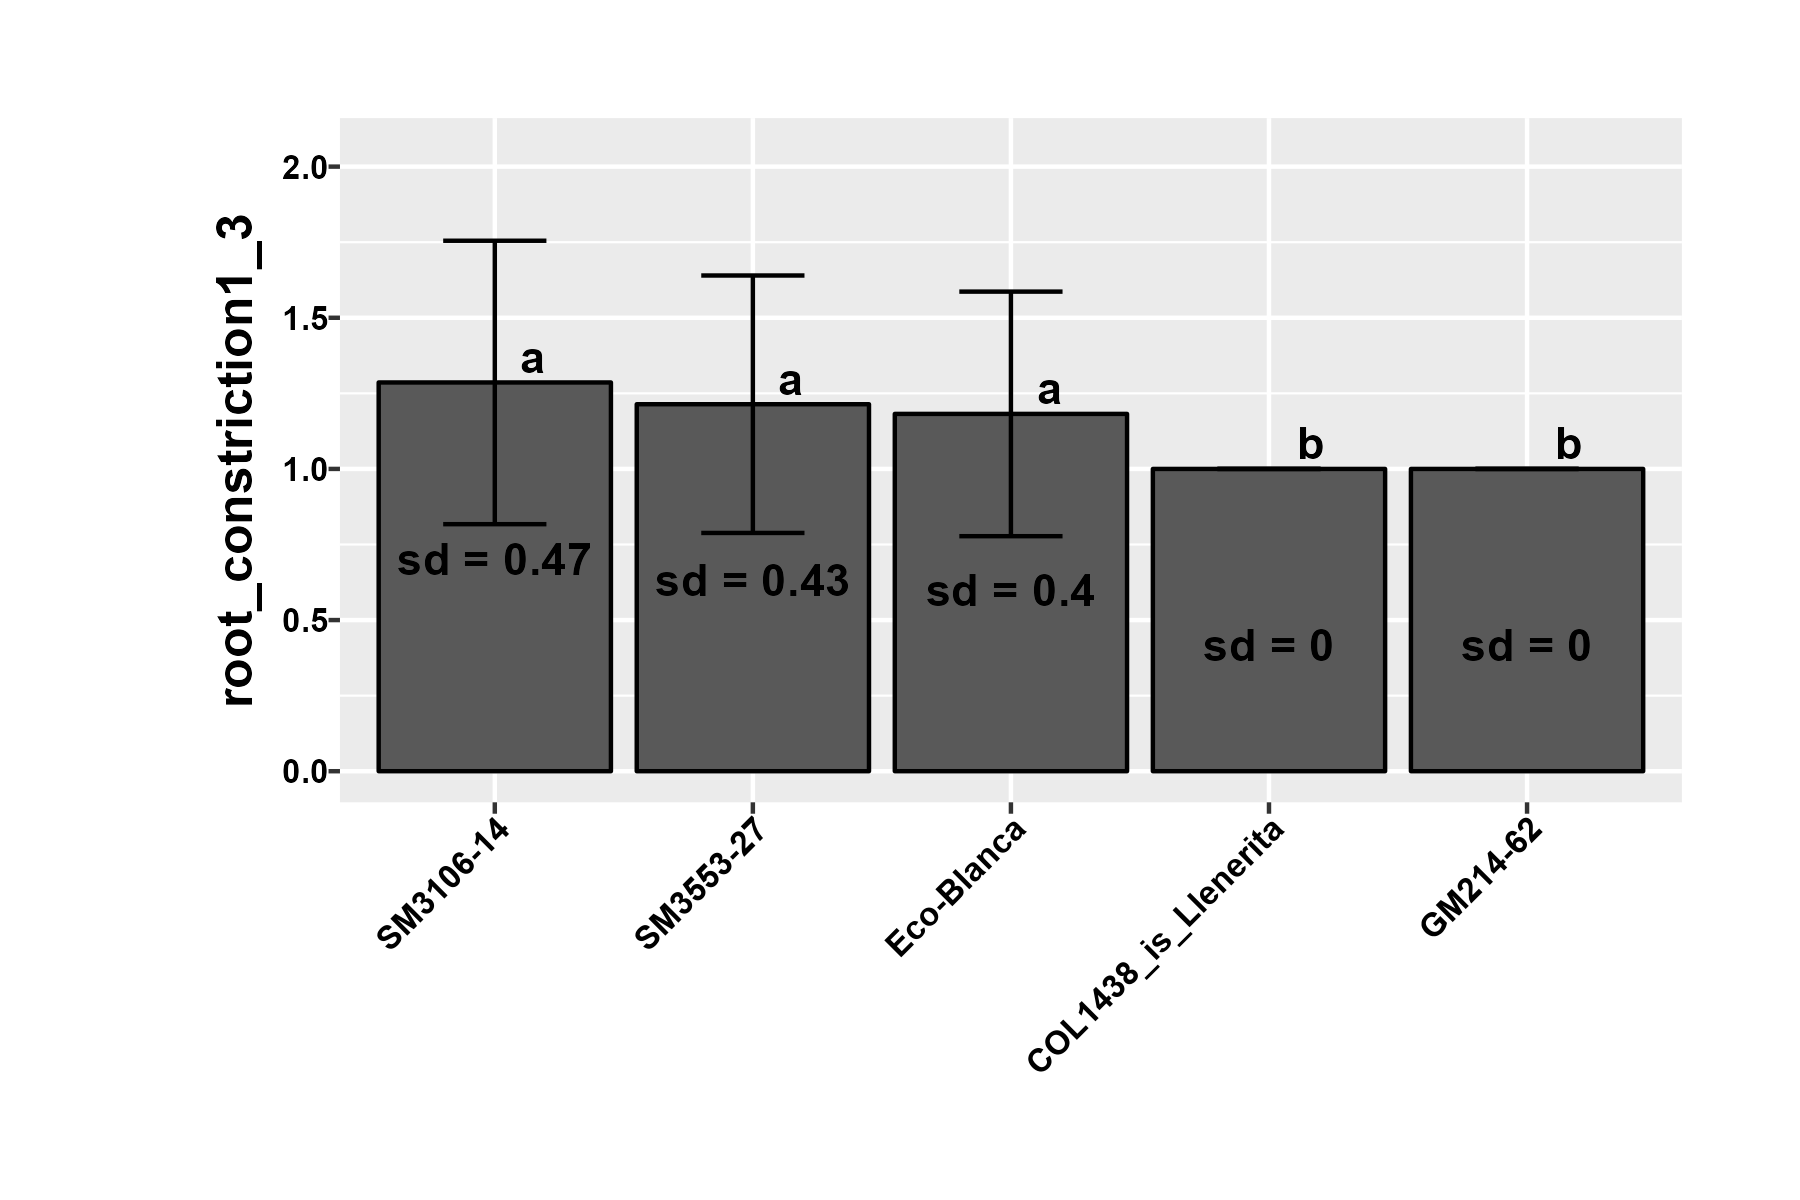 root_constriction1_3
2.0
1.5
1.0
0.5
0.0
a
a
a
b
b
sd = 0.47
sd = 0.43
sd = 0.4
sd = 0
sd = 0
SM3106-14
SM3553-27
Eco-Blanca
COL1438_is_Llenerita
GM214-62